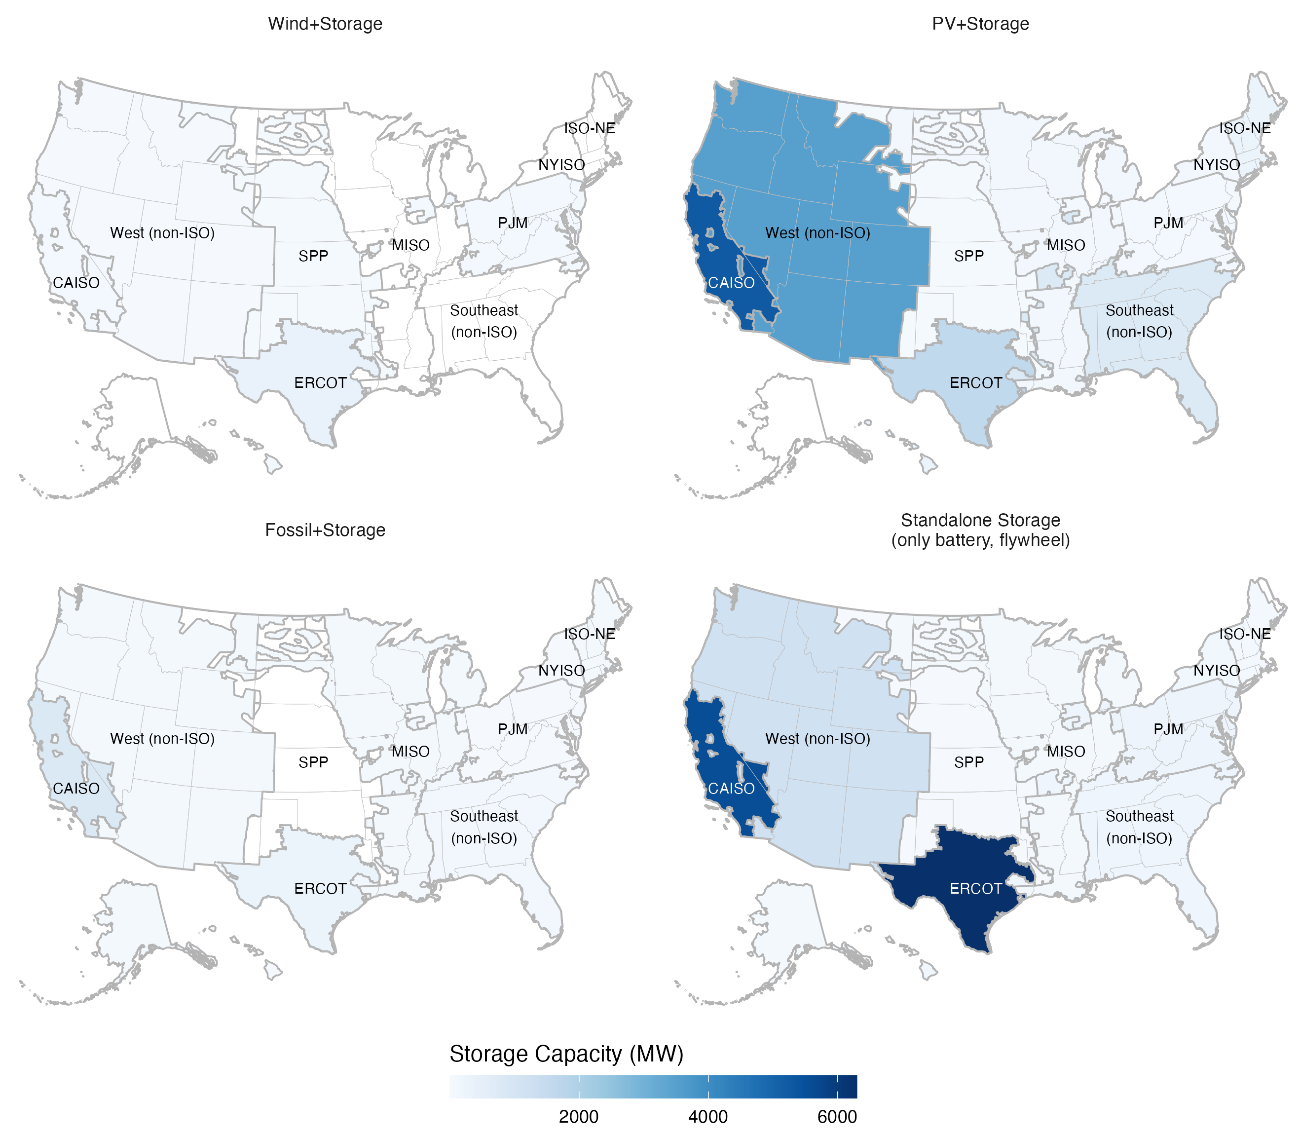 Wind+Storage
ISO-NE
NYISO
PJM
West (non-ISO)
MISO
SPP
CAISO
Southeast
(non-ISO)
ERCOT
PV+Storage
ISO-NE
NYISO
PJM
West (non-ISO)
MISO
SPP
CAISO
Southeast
(non-ISO)
ERCOT
Fossil+Storage
ISO-NE
NYISO
PJM
West (non-ISO)
MISO
SPP
CAISO
Southeast
(non-ISO)
ERCOT
Standalone Storage
(only battery, flywheel)
ISO-NE
NYISO
PJM
West (non-ISO)
MISO
SPP
CAISO
Southeast
(non-ISO)
ERCOT
Storage Capacity (MW)
2000 4000 6000